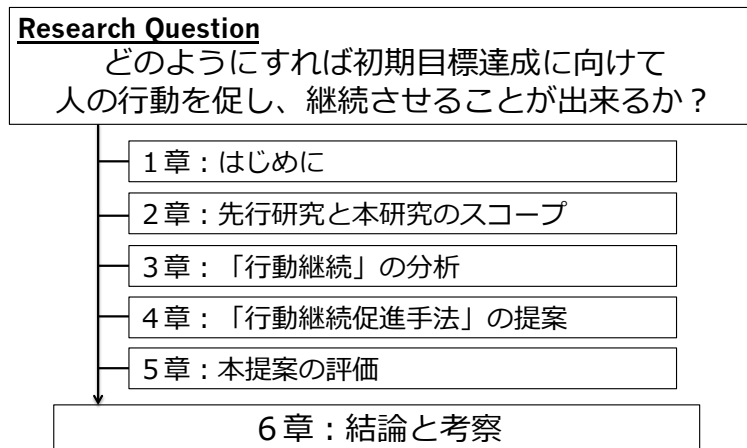 Research Question
どのようにすれば初期目標達成に向けて
人の行動を促し、継続させることが出来るか？
１章：はじめに
２章：先行研究と本研究のスコープ
３章：「行動継続」の分析
４章：「行動継続促進手法」の提案
５章：本提案の評価
６章：結論と考察